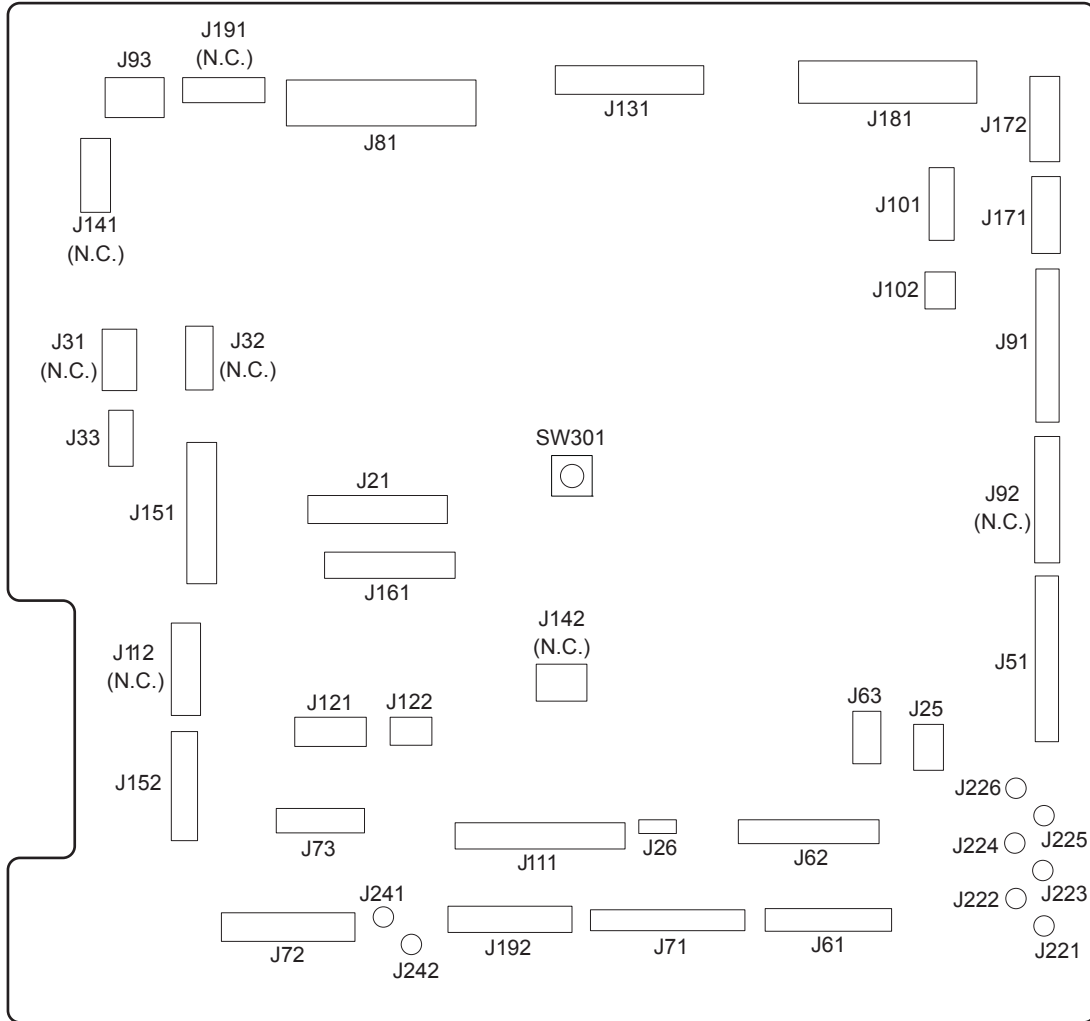 J191
(N.C.)
J93
J131
J181
J81
J172
J101
J171
J141
(N.C.)
J102
J31
(N.C.)
J32
(N.C.)
J91
J33
SW301
J21
J151
J92
(N.C.)
J161
J142
(N.C.)
J112
(N.C.)
J51
J121
J122
J63
J25
J152
J226
J225
J224
J73
J111
J26
J62
J241
J223
J222
J72
J242
J192
J71
J61
J221